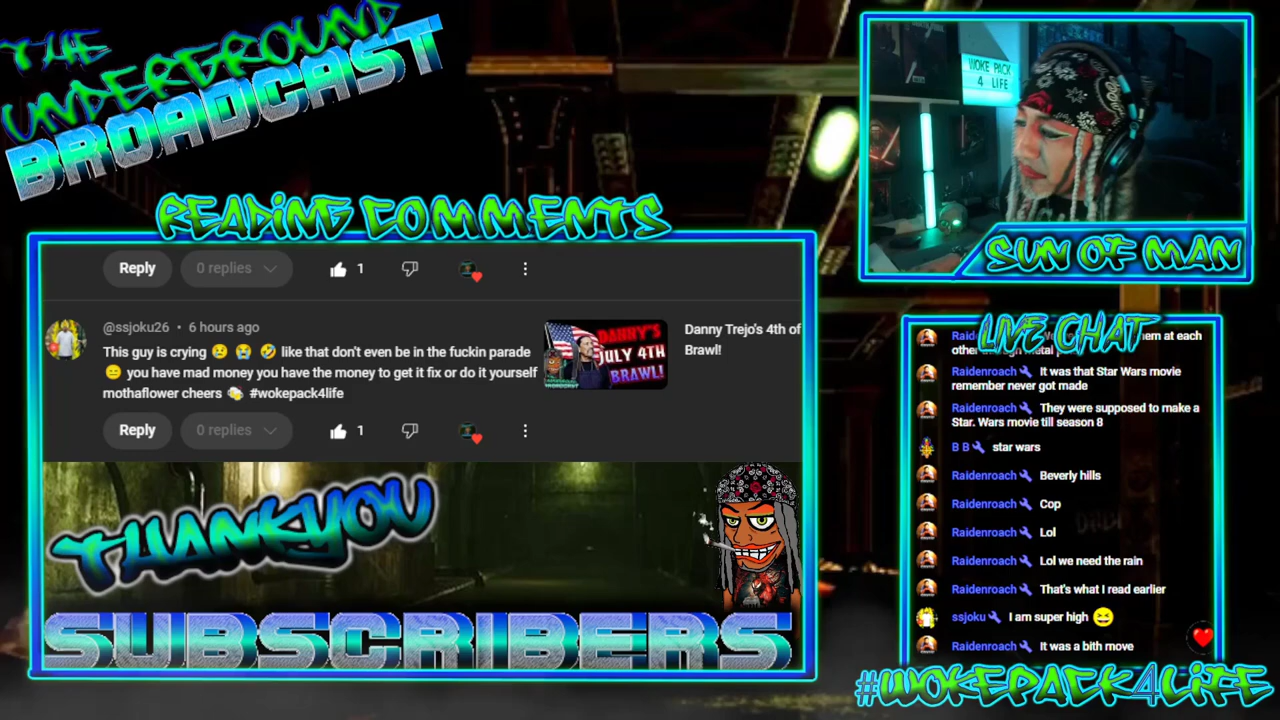 THE
UNDERGROUND
BROADCAST
READING COMMENTS
Reply 0 replies 1
@ssjoku26 • 6 hours ago
This guy is crying 😢 😭 🤣 like that don't even be in the fuckin parade
😑 you have mad money you have the money to get it fix or do it yourself
mothaflower cheers 🍻 #wokepack4life
Reply 0 replies 1
DANNY'S
JULY 4TH
BRAWL!
Danny Trejo's 4th of
Brawl!
THANKYOU
SUBSCRIBERS
WOKE PACK
4 LIFE
SUN OF MAN
LIVE CHAT
em at each
Raidenroach It was that Star Wars movie
remember never got made
Raidenroach They were supposed to make a
Star. Wars movie till season 8
B B star wars
Raidenroach Beverly hills
Raidenroach Cop
Raidenroach Lol
Raidenroach Lol we need the rain
Raidenroach That's what I read earlier
ssjoku I am super high 😆
Raidenroach It was a bith move
#WOKEPACK4LIFE